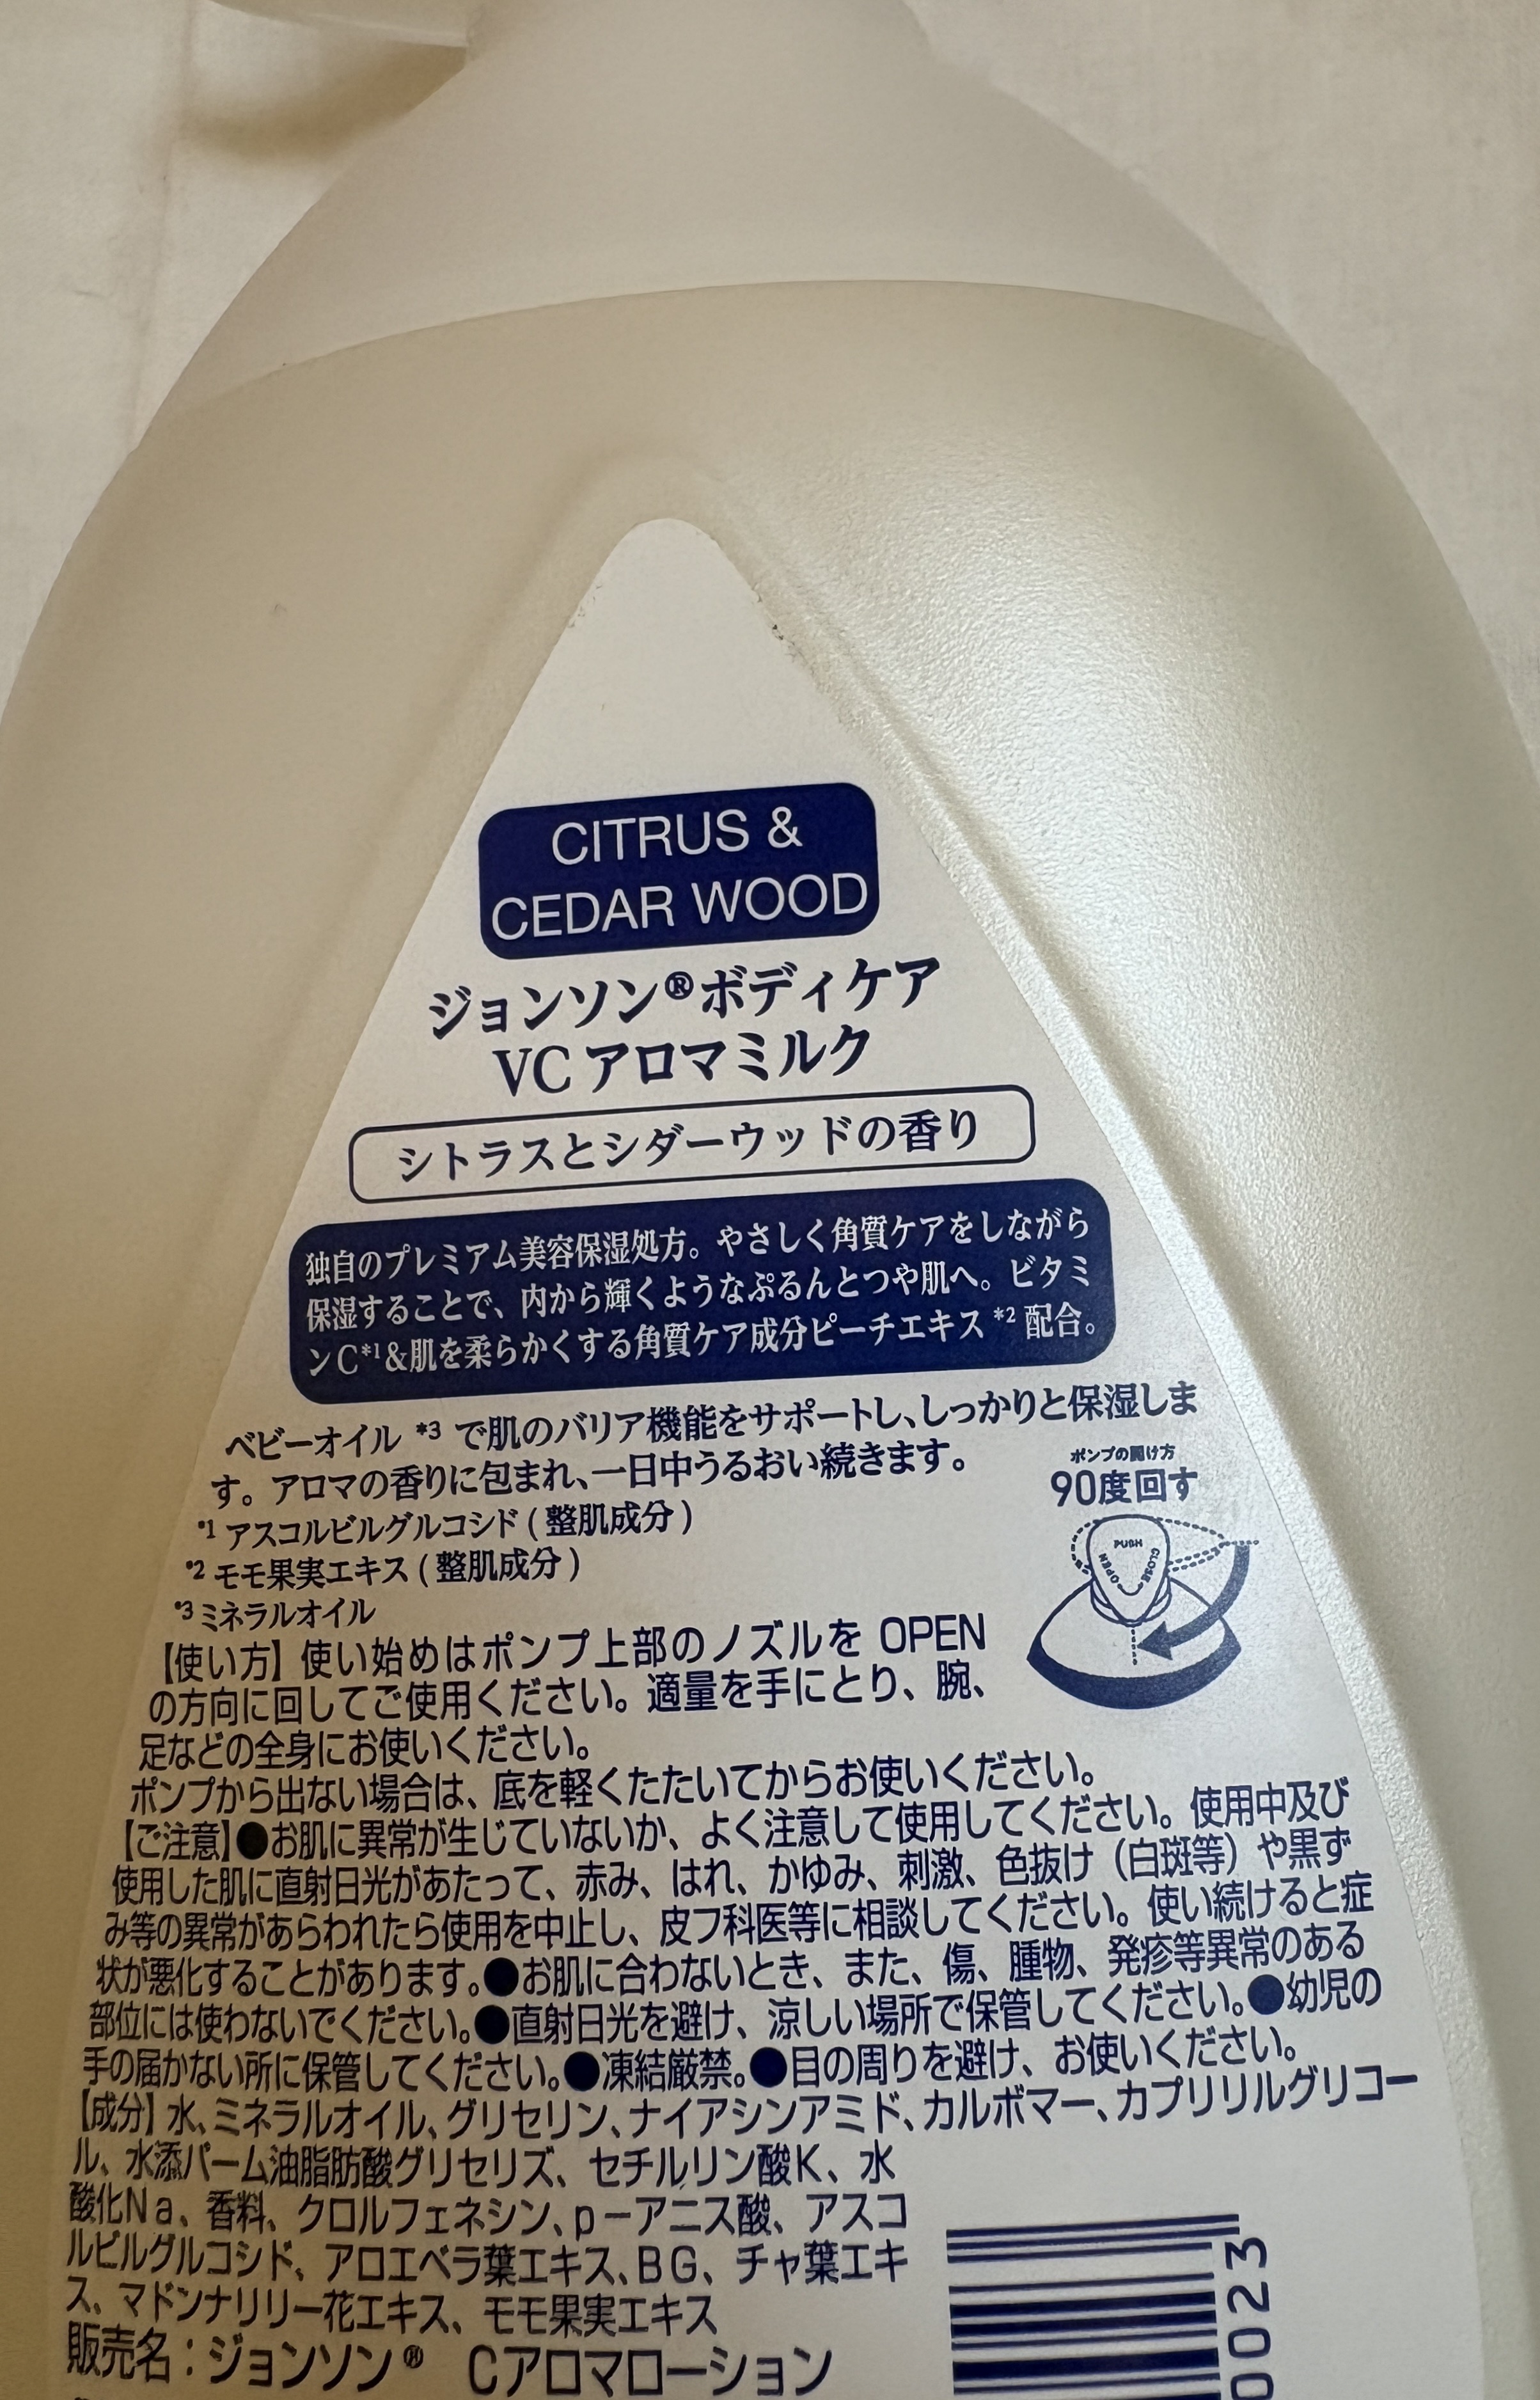 CITRUS &
CEDAR WOOD
ジョンソン®ボディケア
VC アロマミルク
シトラスとシダーウッドの香り
独自のプレミアム美容保湿処方。やさしく角質ケアをしながら
保湿することで、内から輝くようなぷるんとつや肌へ。ビタミ
ンC*1&肌を柔らかくする角質ケア成分ピーチエキス*2 配合。
ベビーオイル *3 で肌のバリア機能をサポートし、しっかりと保湿しま
す。アロマの香りに包まれ、一日中うるおい続きます。
*1 アスコルビルグルコシド ( 整肌成分 )
*2 モモ果実エキス ( 整肌成分 )
*3 ミネラルオイル
ポンプの開け方
90度回す
PUSH
OPEN
CLOSE
【使い方】使い始めはポンプ上部のノズルを OPEN
の方向に回してご使用ください。適量を手にとり、腕、
足などの全身にお使いください。
ポンプから出ない場合は、底を軽くたたいてからお使いください。
【ご注意】●お肌に異常が生じていないか、よく注意して使用してください。使用中及び
使用した肌に直射日光があたって、赤み、はれ、かゆみ、刺激、色抜け（白斑等）や黒ず
み等の異常があらわれたら使用を中止し、皮フ科医等に相談してください。使い続けると症
状が悪化することがあります。●お肌に合わないとき、また、傷、腫物、発疹等異常のある
部位には使わないでください。●直射日光を避け、涼しい場所で保管してください。●幼児の
手の届かない所に保管してください。●凍結厳禁。●目の周りを避け、お使いください。
【成分】水、ミネラルオイル、グリセリン、ナイアシンアミド、カルボマー、カプリリルグリコー
ル、水添パーム油脂肪酸グリセリズ、セチルリン酸K、水
酸化Na、香料、クロルフェネシン、p－アニス酸、アスコ
ルビルグルコシド、アロエベラ葉エキス、BG、チャ葉エキ
ス、マドンナリリー花エキス、モモ果実エキス
販売名：ジョンソン® Cアロマローション
0023